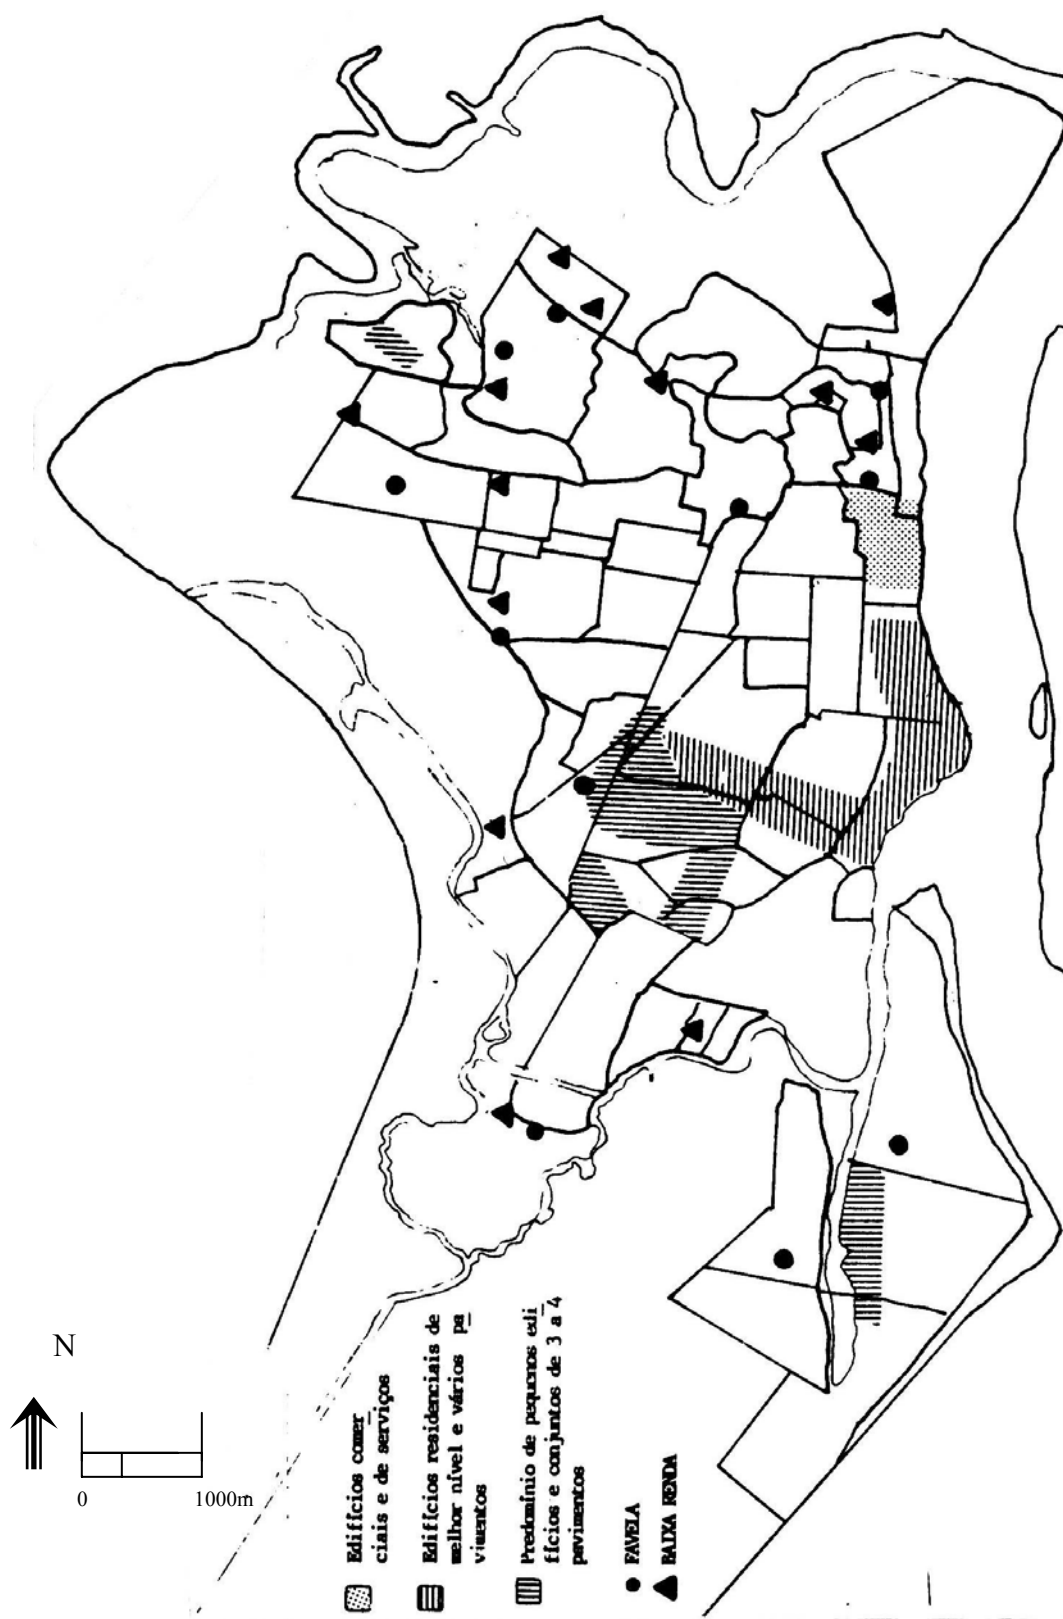 N
0 1000m
Edifícios comer
ciais e de serviços
Edifícios residenciais de
melhor nível e vários pa
vimentos
Predomínio de pequenos edi
fícios e conjuntos de 3 a 4
pavimentos
FAVELA
BAIXA RENDA